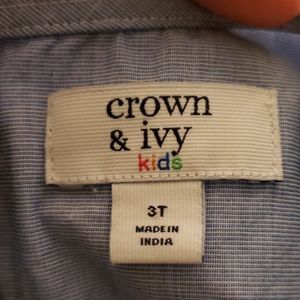 crown
& ivy
kids
3T
MADE IN
INDIA